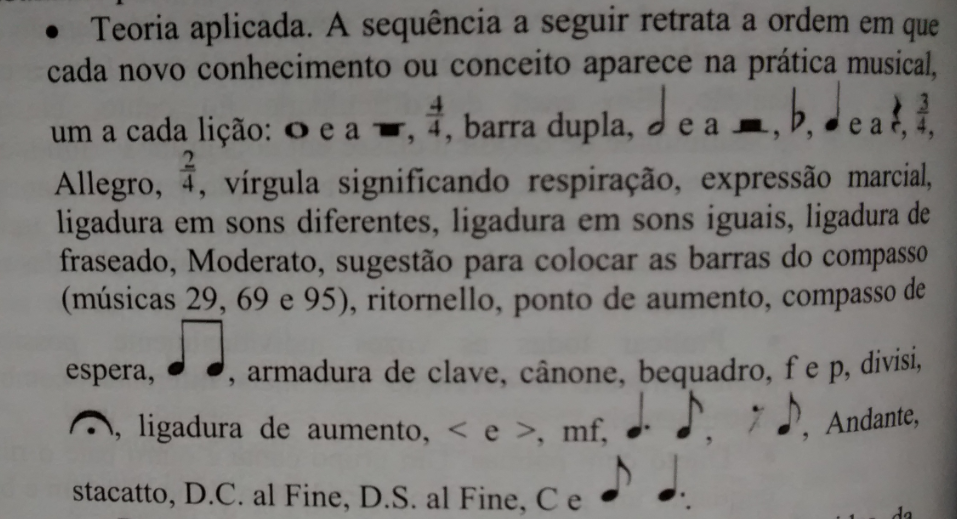 • Teoria aplicada. A sequência a seguir retrata a ordem em que
cada novo conhecimento ou conceito aparece na prática musical,
um a cada lição: 𝅝 e a 𝄻, 4/4, barra dupla, 𝅗𝅥 e a 𝄼, ♭, ♩ e a 𝄽, 3/4,
Allegro, 2/4, vírgula significando respiração, expressão marcial,
ligadura em sons diferentes, ligadura em sons iguais, ligadura de
fraseado, Moderato, sugestão para colocar as barras do compasso
(músicas 29, 69 e 95), ritornello, ponto de aumento, compasso de
espera, ♫, armadura de clave, cânone, bequadro, f e p, divisi,
𝄐, ligadura de aumento, < e >, mf, ♩. ♪, 𝄾 ♪, Andante,
stacatto, D.C. al Fine, D.S. al Fine, C e ♪ ♩.
da